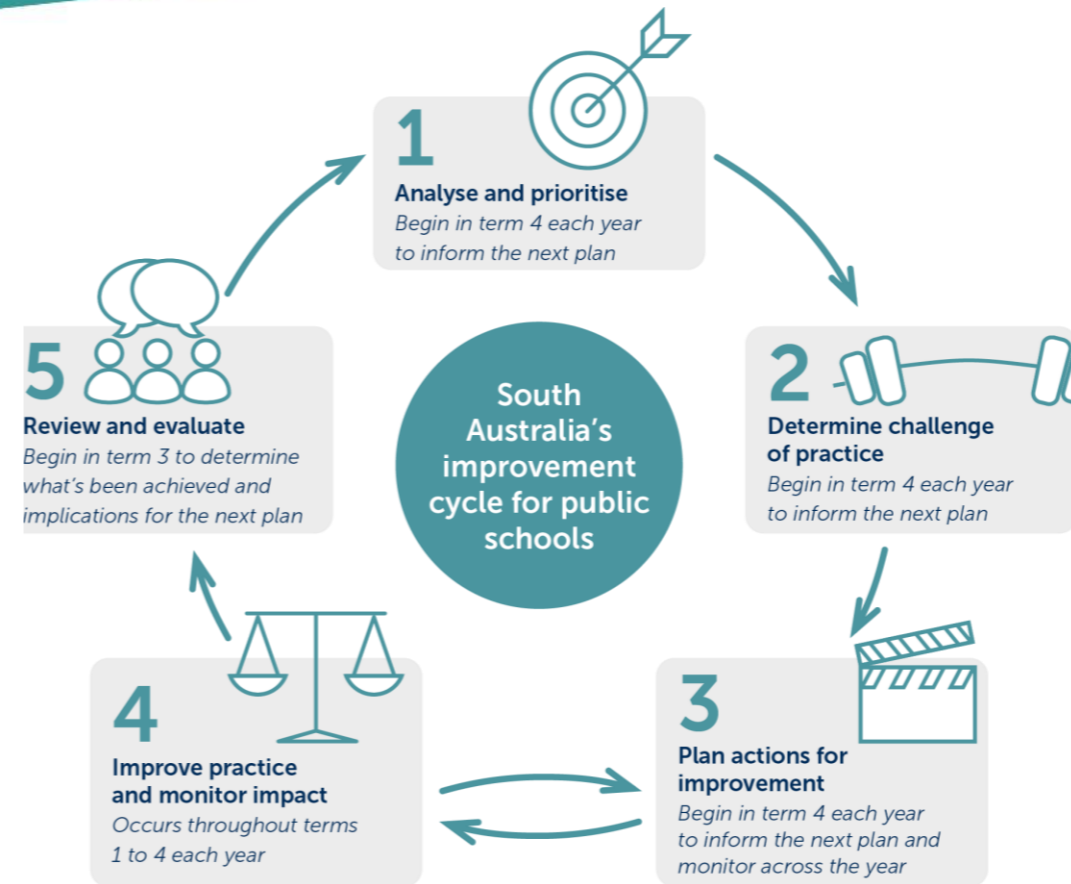 1
Analyse and prioritise
Begin in term 4 each year
to inform the next plan
2
Determine challenge
of practice
Begin in term 4 each year
to inform the next plan
3
Plan actions for
improvement
Begin in term 4 each year
to inform the next plan and
monitor across the year
4
Improve practice
and monitor impact
Occurs throughout terms
1 to 4 each year
5
Review and evaluate
Begin in term 3 to determine
what's been achieved and
implications for the next plan
South
Australia's
improvement
cycle for public
schools